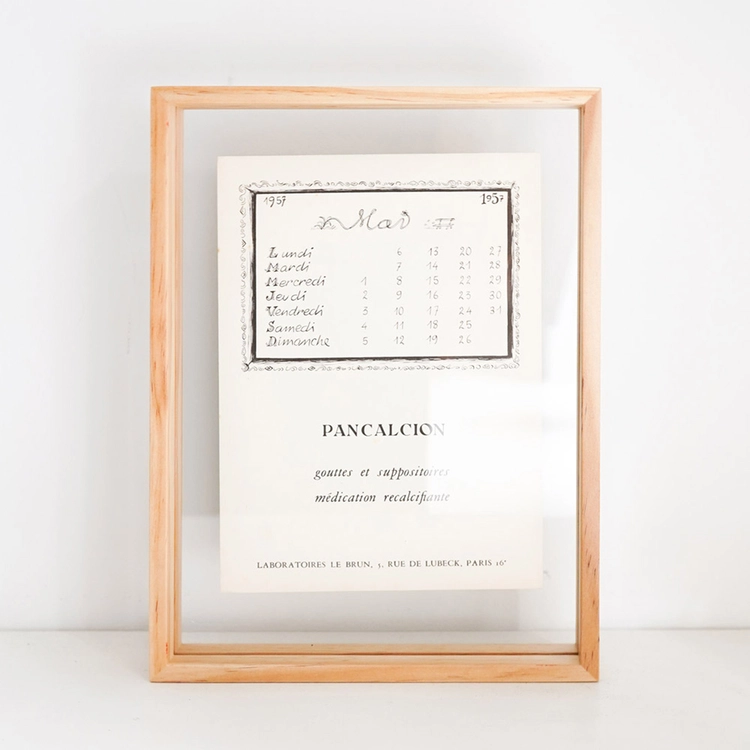 1957 1957
Mai
Lundi 6 13 20 27
Mardi 7 14 21 28
Mercredi 1 8 15 22 29
Jeudi 2 9 16 23 30
Vendredi 3 10 17 24 31
Samedi 4 11 18 25
Dimanche 5 12 19 26
PANCALCION
gouttes et suppositoires
médication recalcifiante
LABORATOIRES LE BRUN, 5, RUE DE LUBECK, PARIS 16e